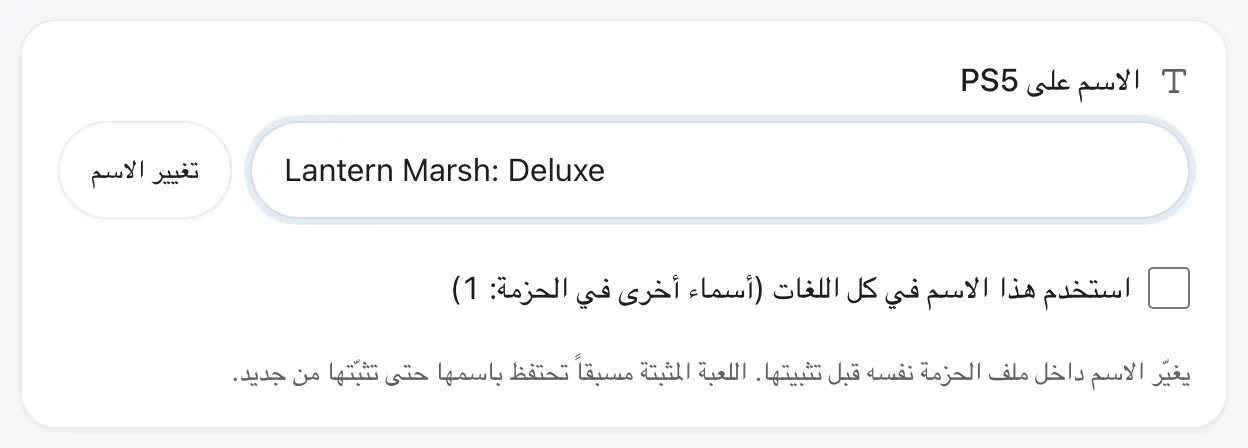 الاسم على PS5
Lantern Marsh: Deluxe
تغيير الاسم
استخدم هذا الاسم في كل اللغات (أسماء أخرى في الحزمة: 1)
يغيّر الاسم داخل ملف الحزمة نفسه قبل تثبيتها. اللعبة المثبتة مسبقاً تحتفظ باسمها حتى تثبّتها من جديد.